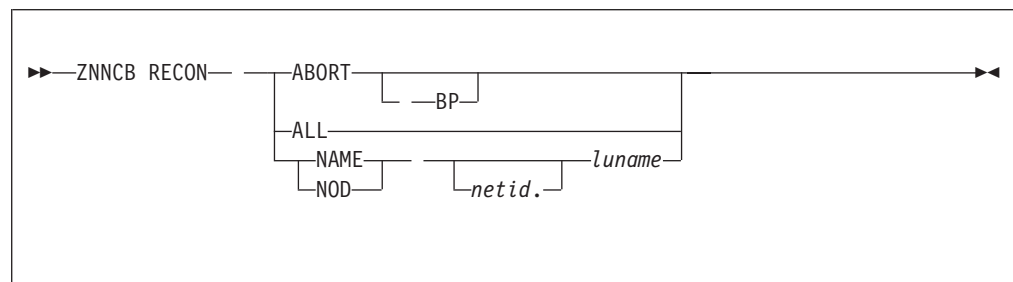 ZNNCB RECON ABORT
BP
ALL
NAME luname
NOD netid.